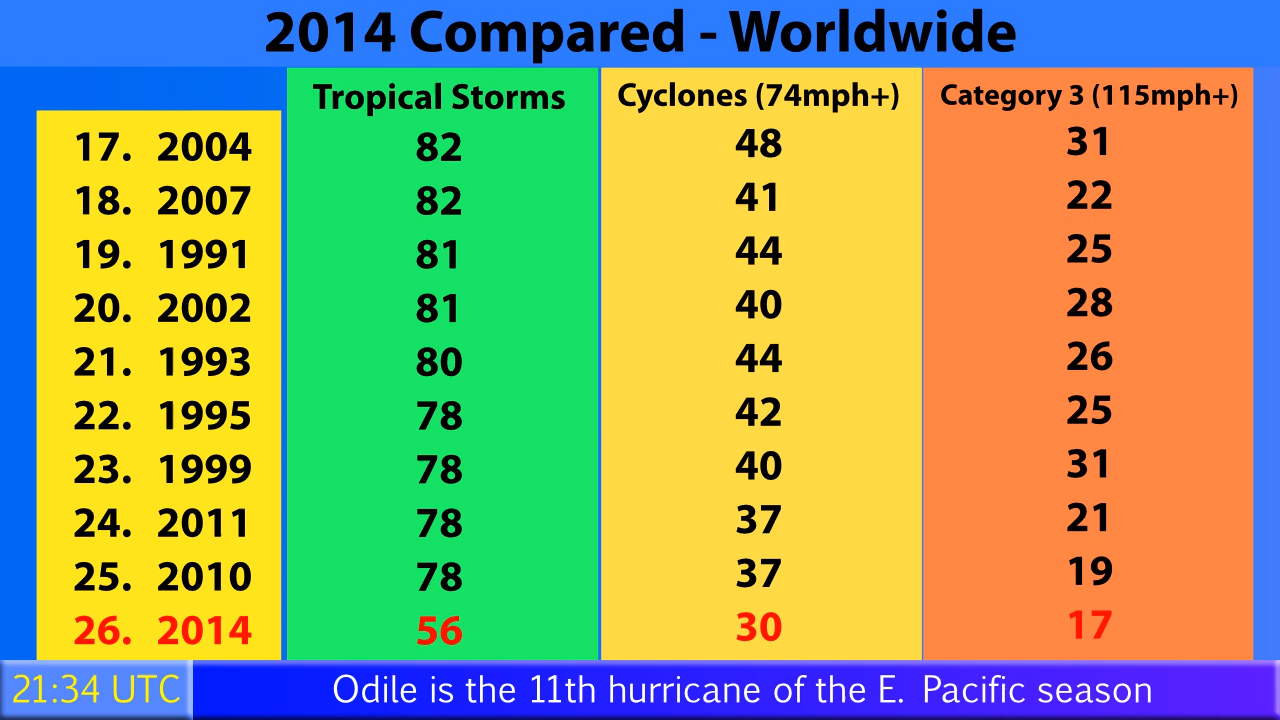 2014 Compared - Worldwide
Tropical Storms Cyclones (74mph+) Category 3 (115mph+)
17. 2004 82 48 31
18. 2007 82 41 22
19. 1991 81 44 25
20. 2002 81 40 28
21. 1993 80 44 26
22. 1995 78 42 25
23. 1999 78 40 31
24. 2011 78 37 21
25. 2010 78 37 19
26. 2014 56 30 17
21:34 UTC Odile is the 11th hurricane of the E. Pacific season